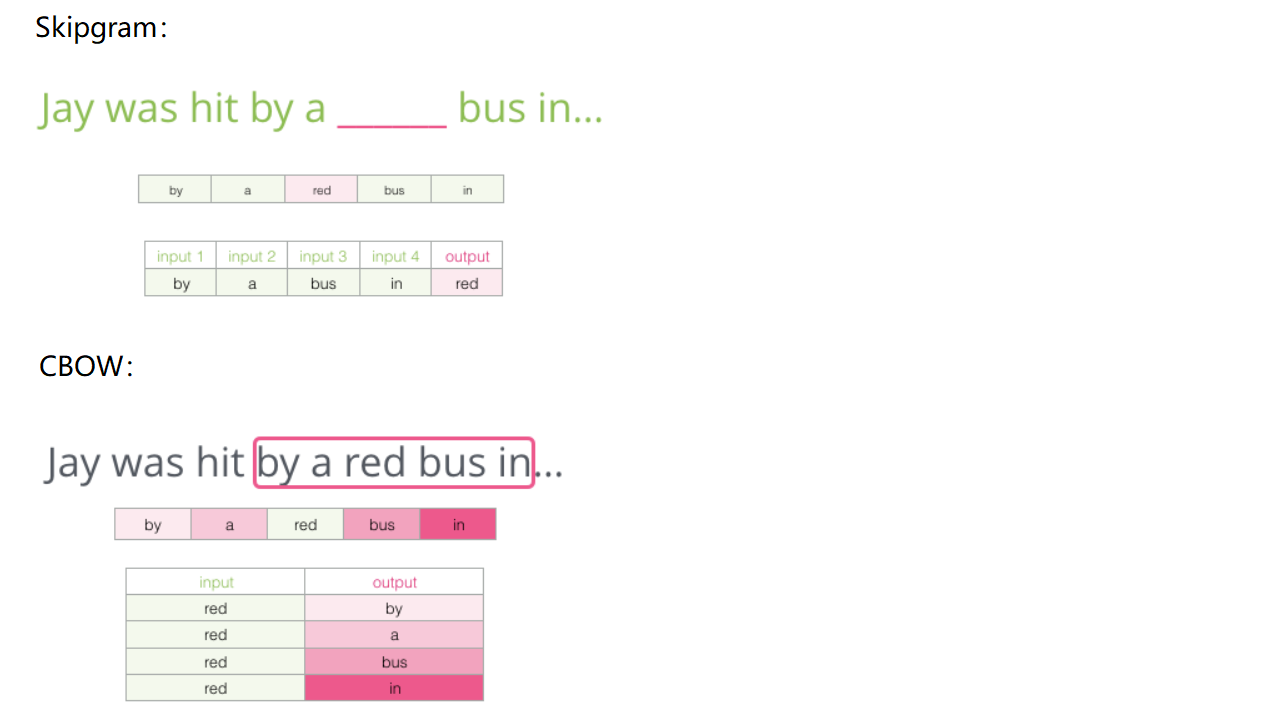 Skipgram：
Jay was hit by a ______ bus in...
by a red bus in
input 1 input 2 input 3 input 4 output
by a bus in red
CBOW：
Jay was hit by a red bus in...
by a red bus in
input output
red by
red a
red bus
red in